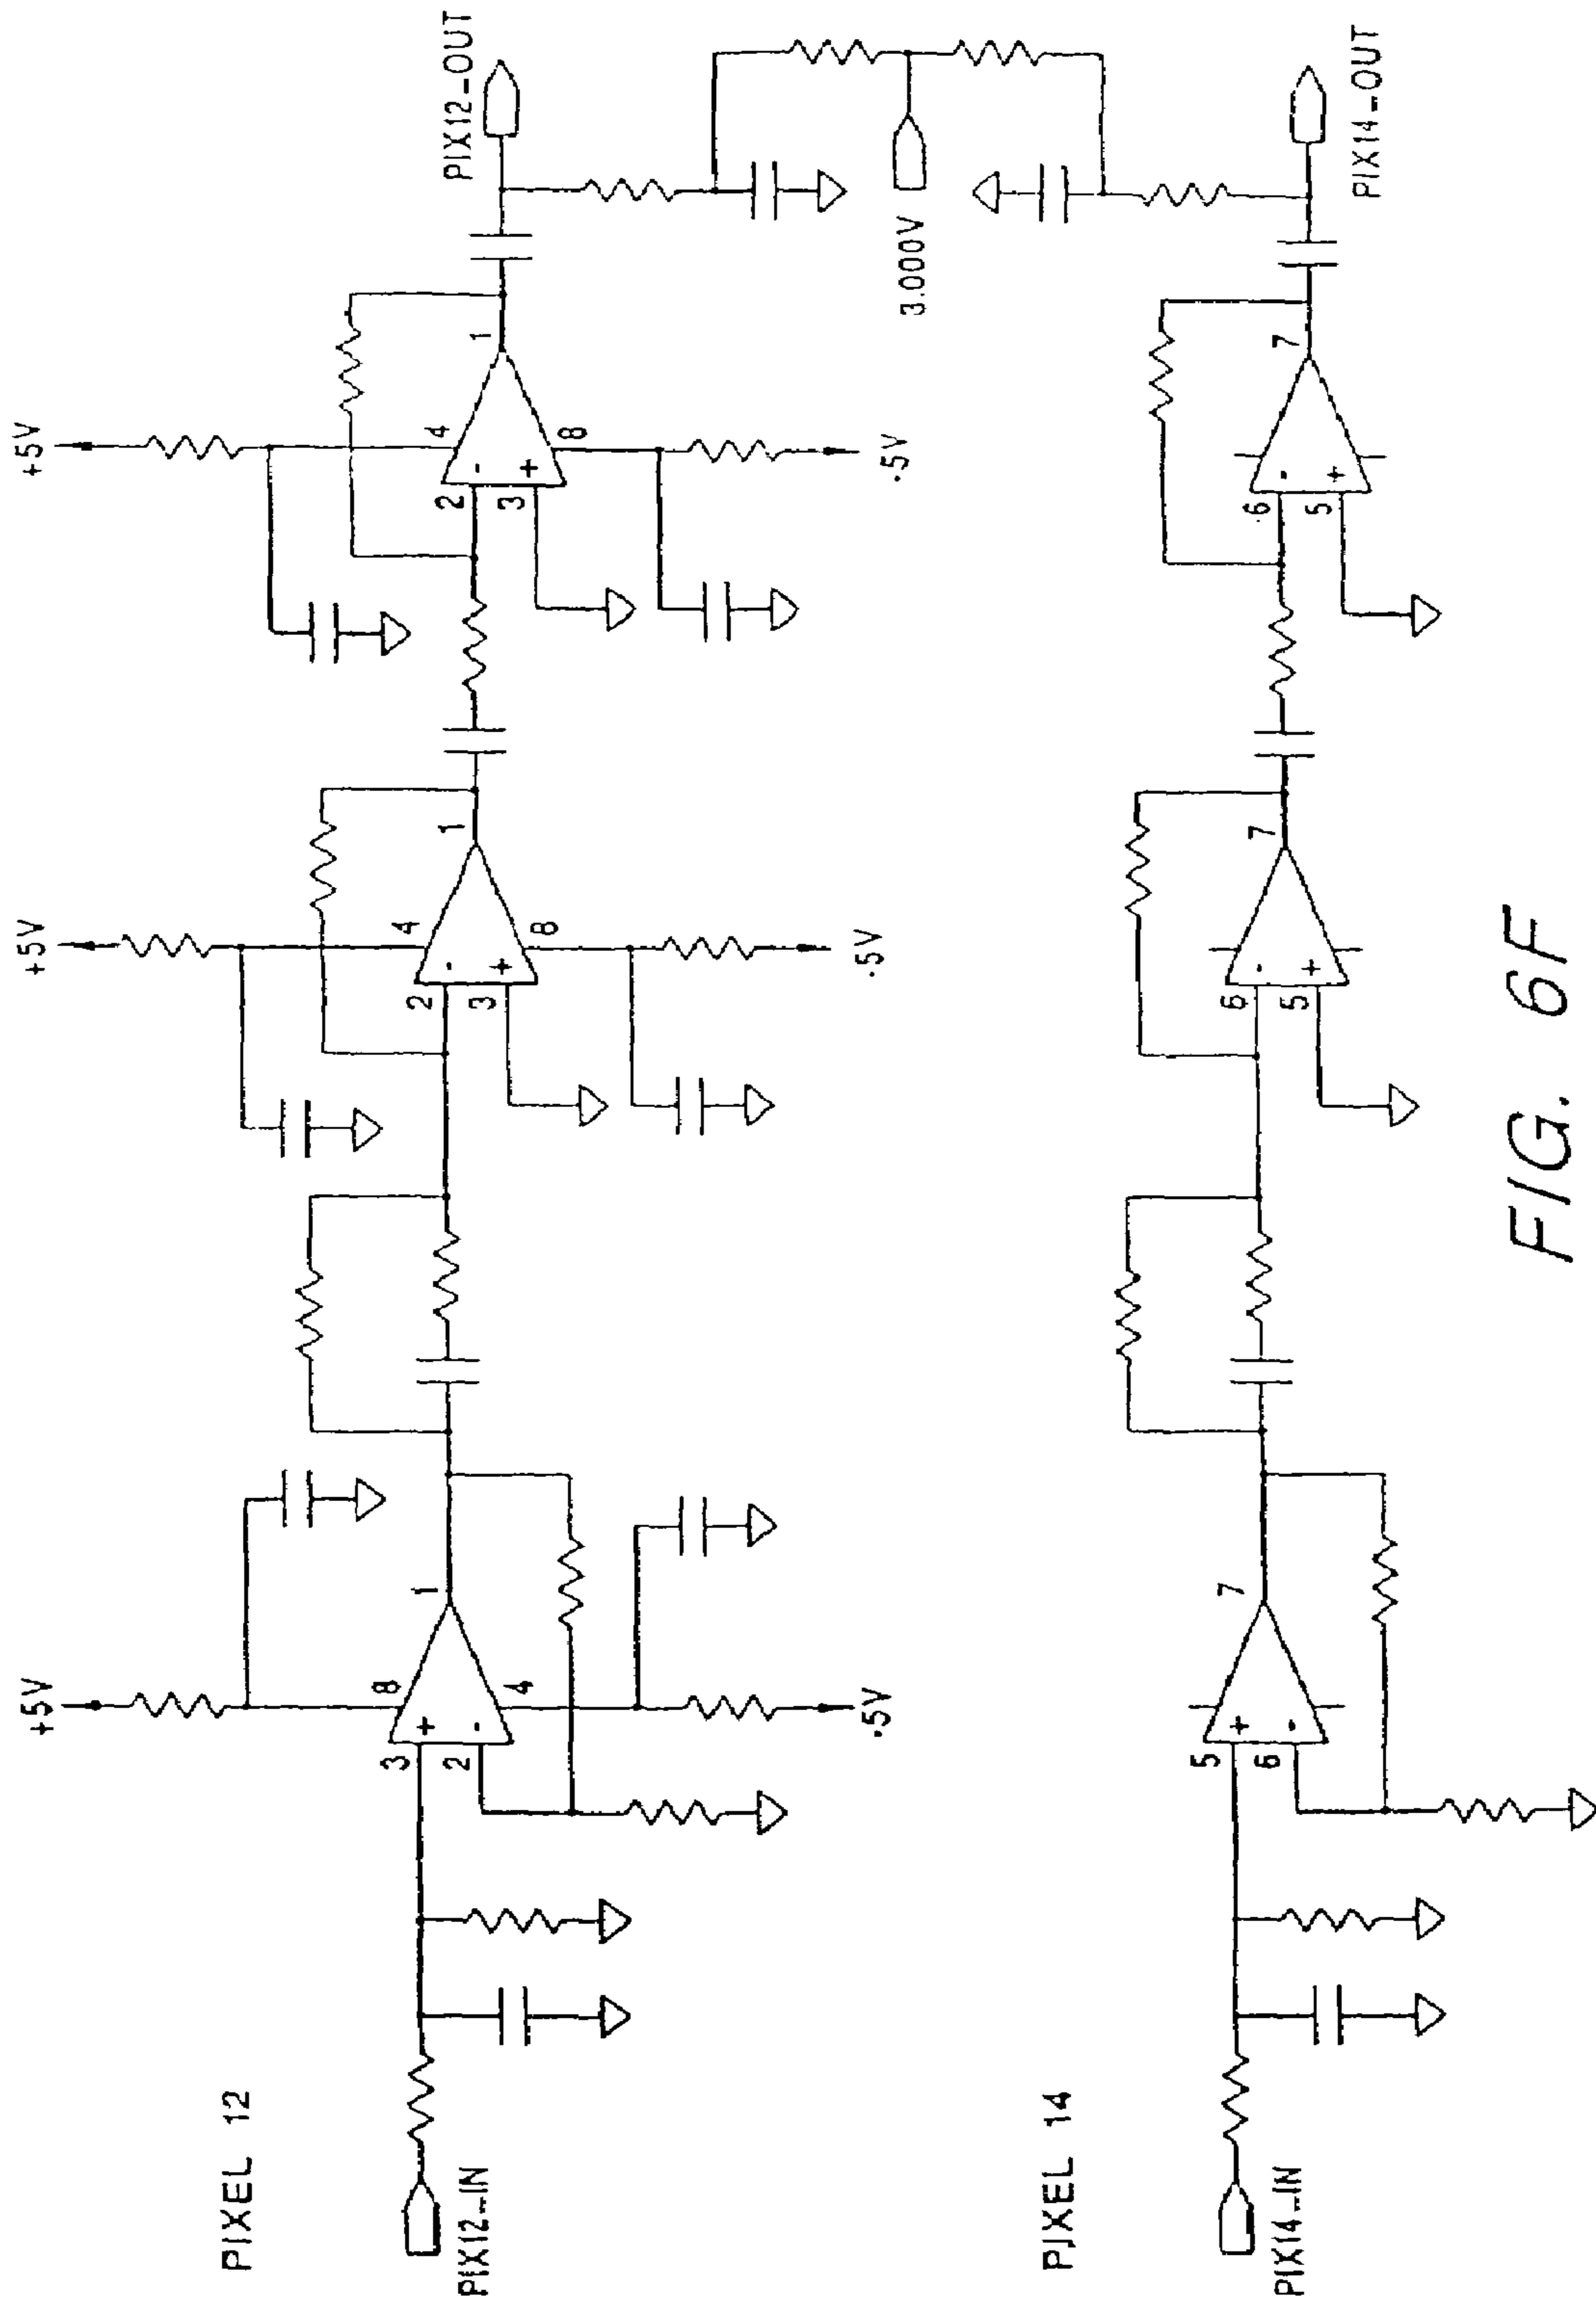 +5V +5V +5V
PIXEL 12
8 4 4
3 1 2 1 2 1
PIX12_IN 2 3 3 PIX12_OUT
+ - -
- + +
4 8 8
-5V -5V -5V
3.000V
PIXEL 14
5 7 6 7 6 7
PIX14_IN 6 5 5 PIX14_OUT
+ - -
- + +
FIG. 6F